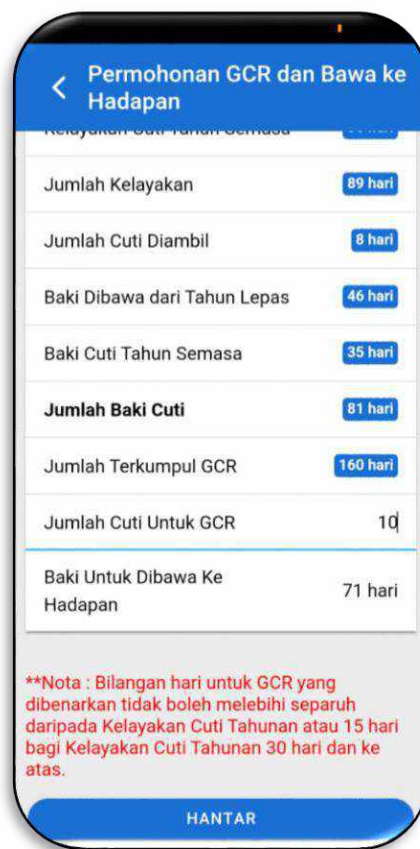 Permohonan GCR dan Bawa ke
Hadapan
Kelayakan Cuti Tahun Semasa
Jumlah Kelayakan 89 hari
Jumlah Cuti Diambil 8 hari
Baki Dibawa dari Tahun Lepas 46 hari
Baki Cuti Tahun Semasa 35 hari
Jumlah Baki Cuti 81 hari
Jumlah Terkumpul GCR 160 hari
Jumlah Cuti Untuk GCR 10
Baki Untuk Dibawa Ke
Hadapan 71 hari
**Nota : Bilangan hari untuk GCR yang
dibenarkan tidak boleh melebihi separuh
daripada Kelayakan Cuti Tahunan atau 15 hari
bagi Kelayakan Cuti Tahunan 30 hari dan ke
atas.
HANTAR